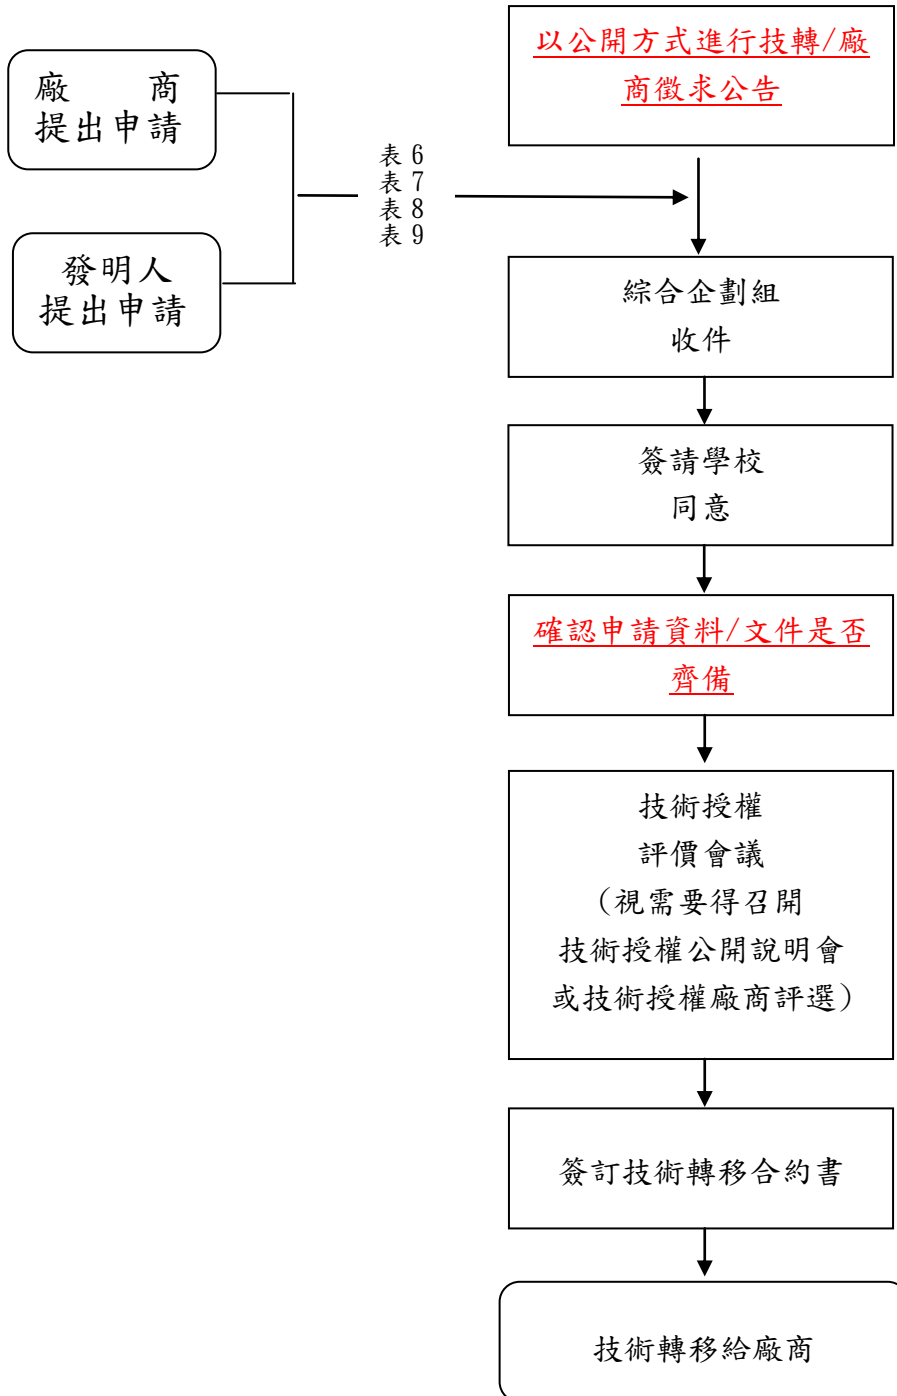 以公開方式進行技轉/廠
商徵求公告
廠 商
提出申請
表 6
表 7
表 8
表 9
發明人
提出申請
綜合企劃組
收件
簽請學校
同意
確認申請資料/文件是否
齊備
技術授權
評價會議
（視需要得召開
技術授權公開說明會
或技術授權廠商評選）
簽訂技術轉移合約書
技術轉移給廠商